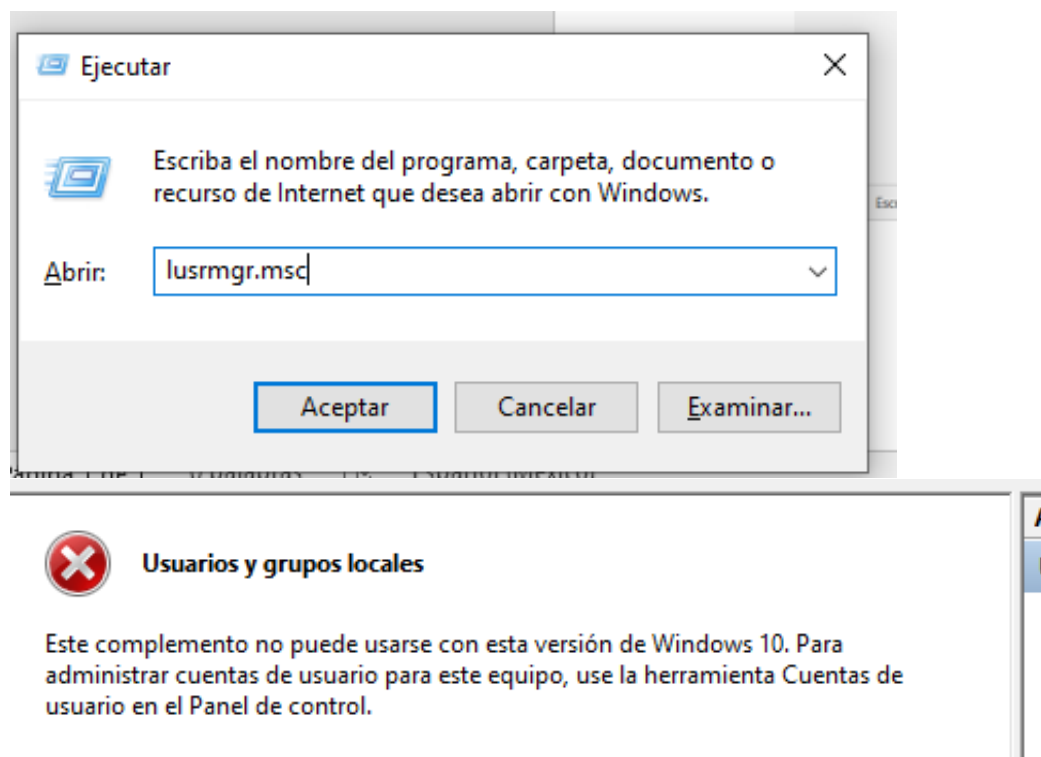 Ejecutar
Escriba el nombre del programa, carpeta, documento o
recurso de Internet que desea abrir con Windows.
Abrir:
lusrmgr.msc
Aceptar
Cancelar
Examinar...
Usuarios y grupos locales
Este complemento no puede usarse con esta versión de Windows 10. Para
administrar cuentas de usuario para este equipo, use la herramienta Cuentas de
usuario en el Panel de control.